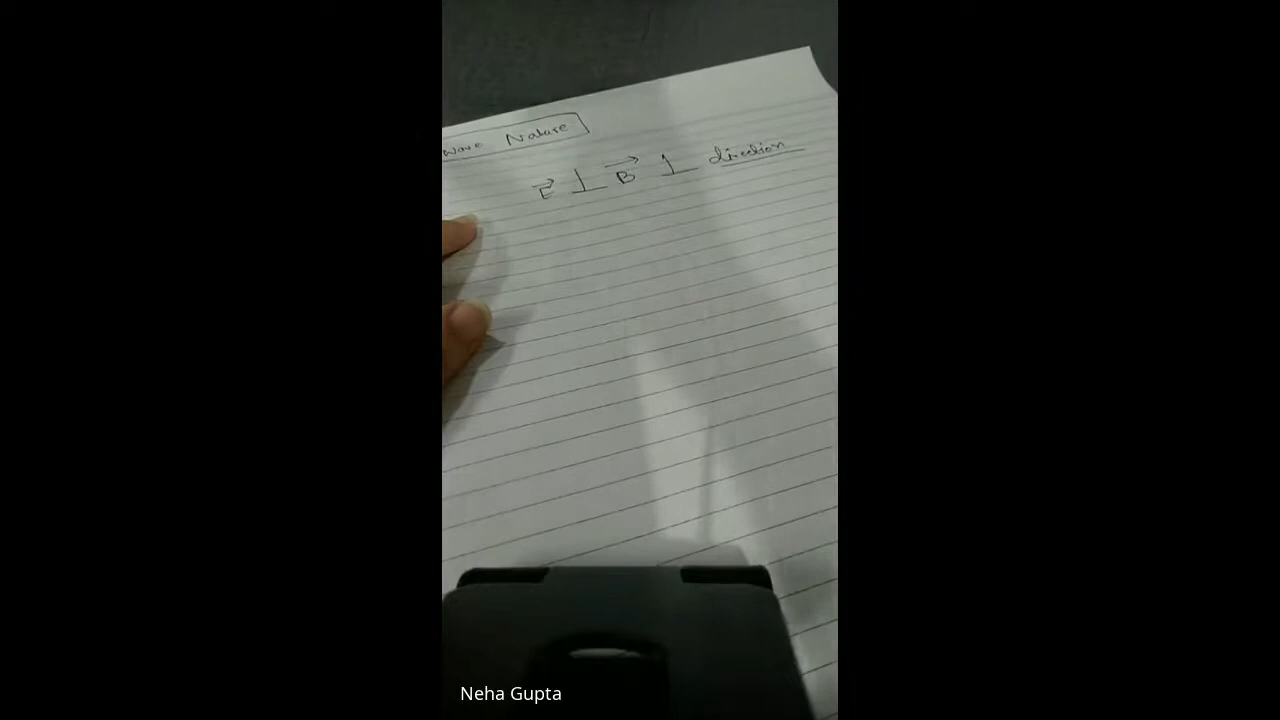 Wave Nature
E⃗ ⊥ B⃗ ⊥ direction
Neha Gupta